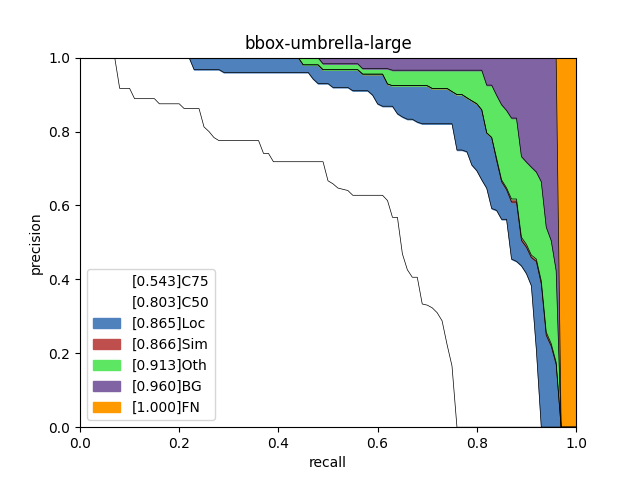 bbox-umbrella-large
1.0
0.8
0.6
0.4
0.2
0.0
precision
[0.543]C75
[0.803]C50
[0.865]Loc
[0.866]Sim
[0.913]Oth
[0.960]BG
[1.000]FN
0.0 0.2 0.4 0.6 0.8 1.0
recall